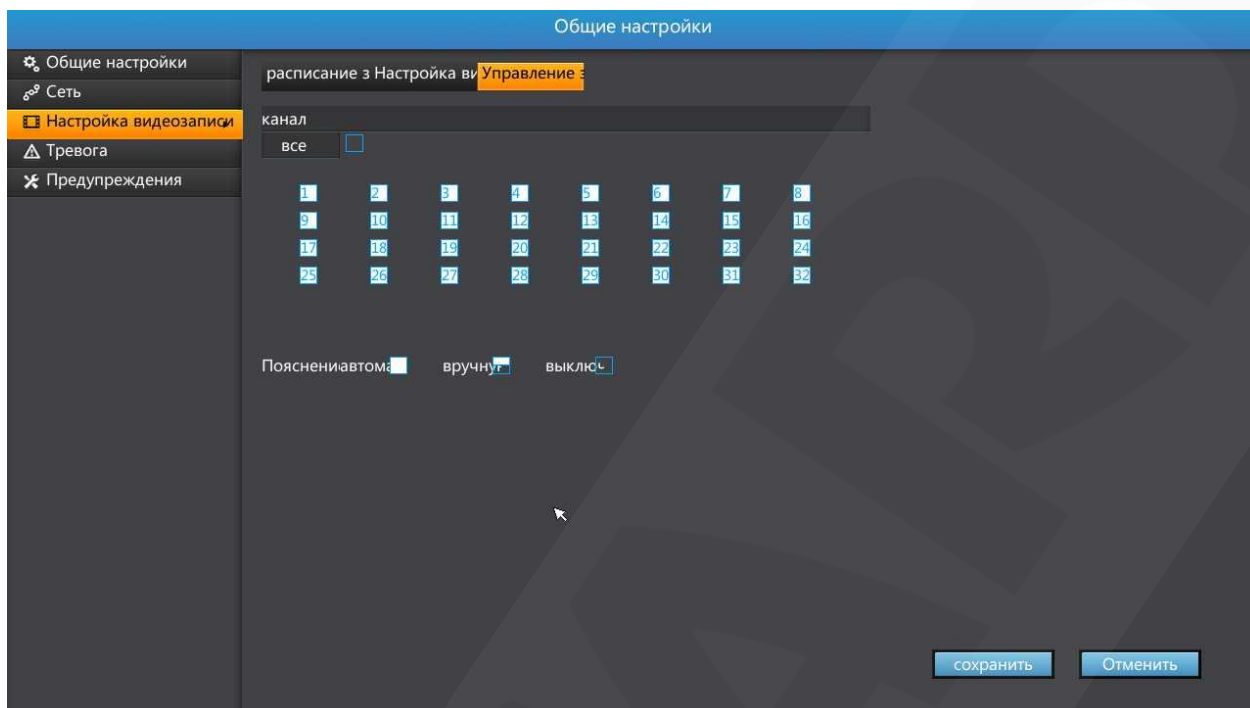 Общие настройки
Общие настройки
Сеть
Настройка видеозаписи
Тревога
Предупреждения
расписание з Настройка ви Управление з
канал
все
1 2 3 4 5 6 7 8
9 10 11 12 13 14 15 16
17 18 19 20 21 22 23 24
25 26 27 28 29 30 31 32
Пояснени автома вручну выклю
сохранить Отменить